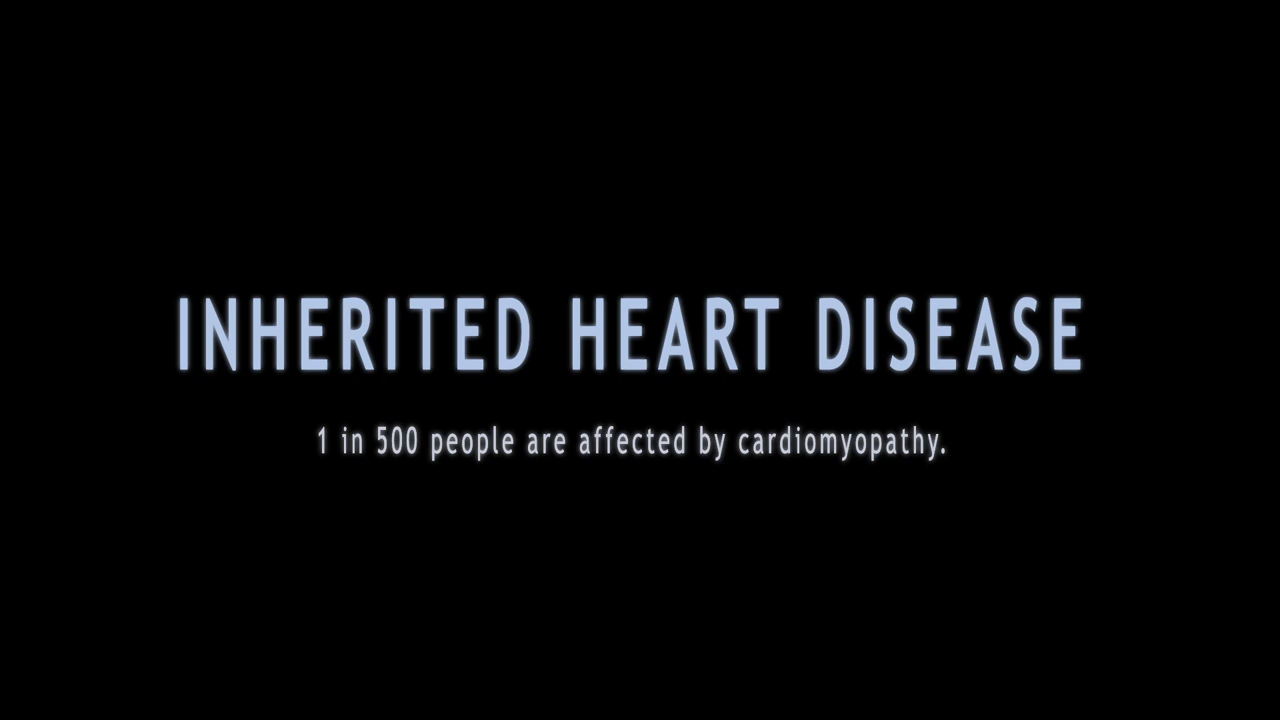 INHERITED HEART DISEASE
1 in 500 people are affected by cardiomyopathy.